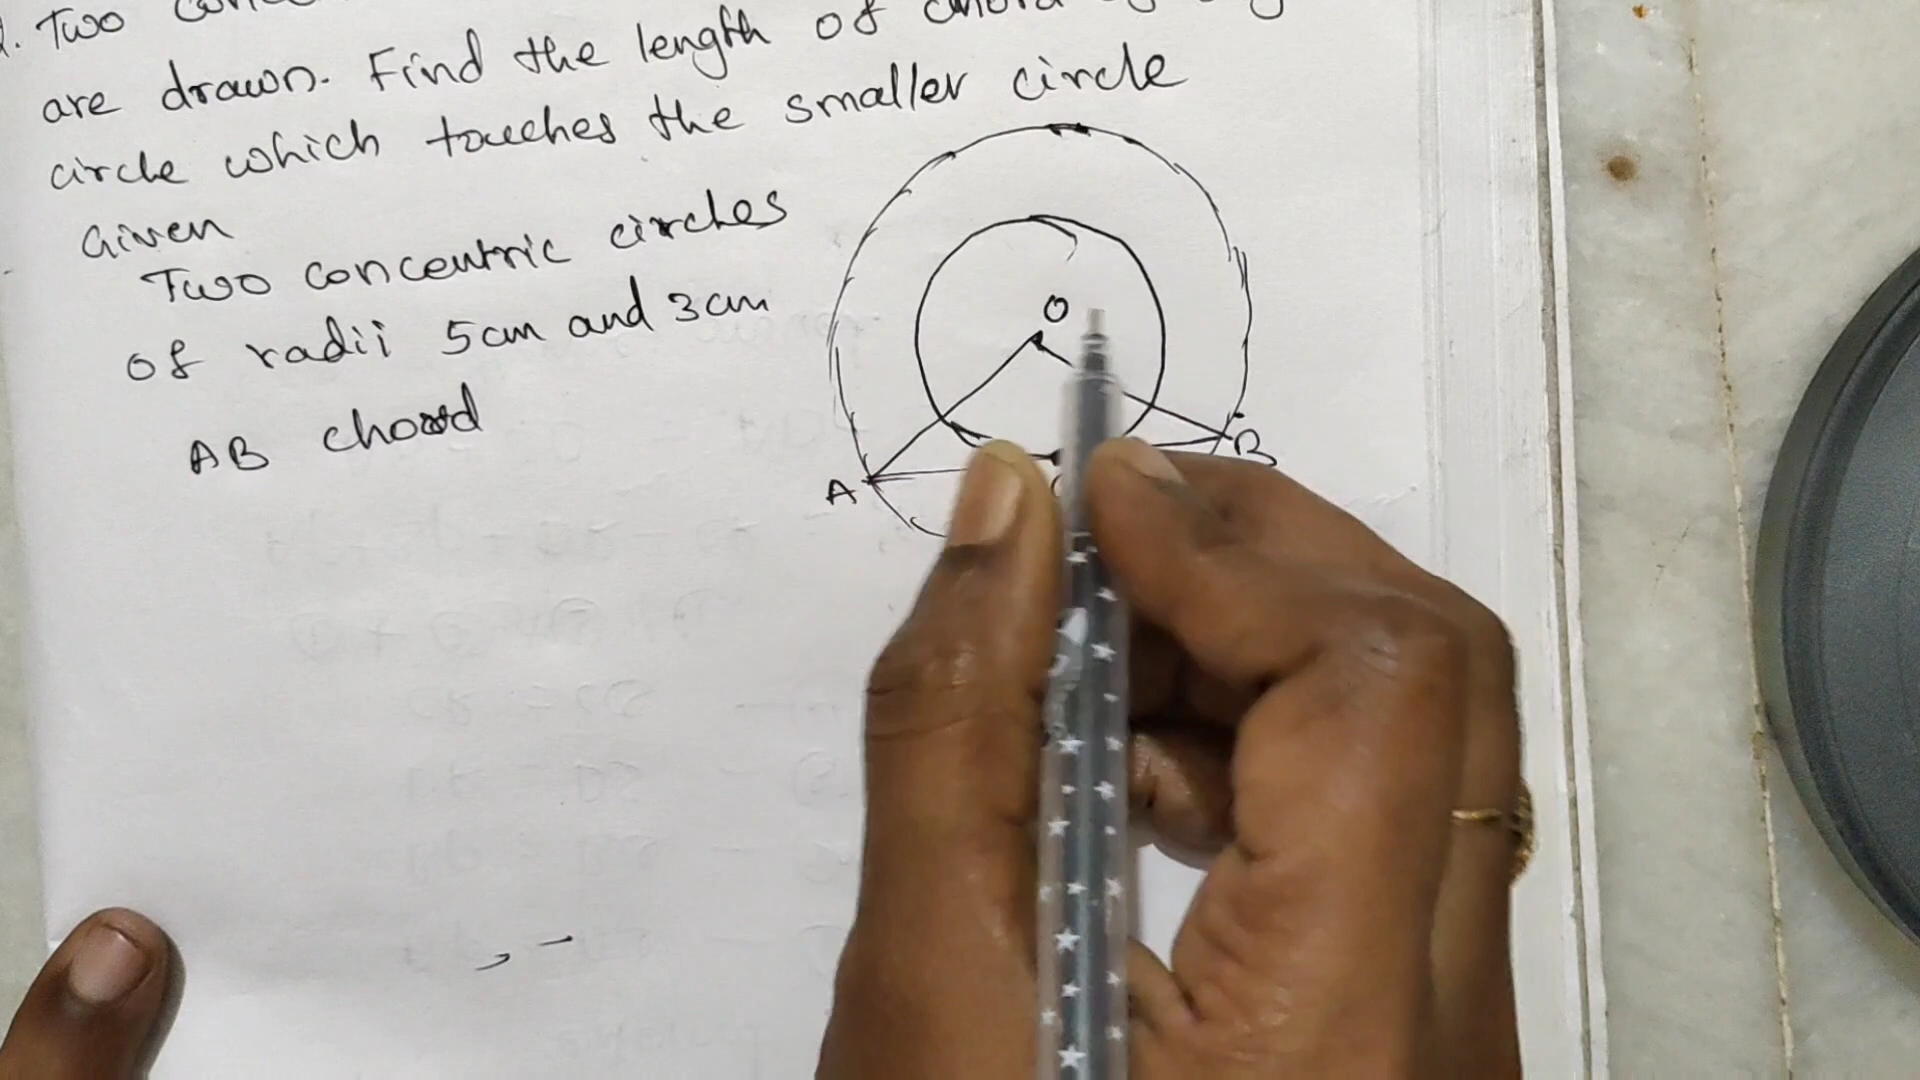 Two
are drawn. Find the length of chord
circle which touches the smaller circle
Given
Two concentric circles
of radii 5cm and 3cm
AB chord
O
A
B